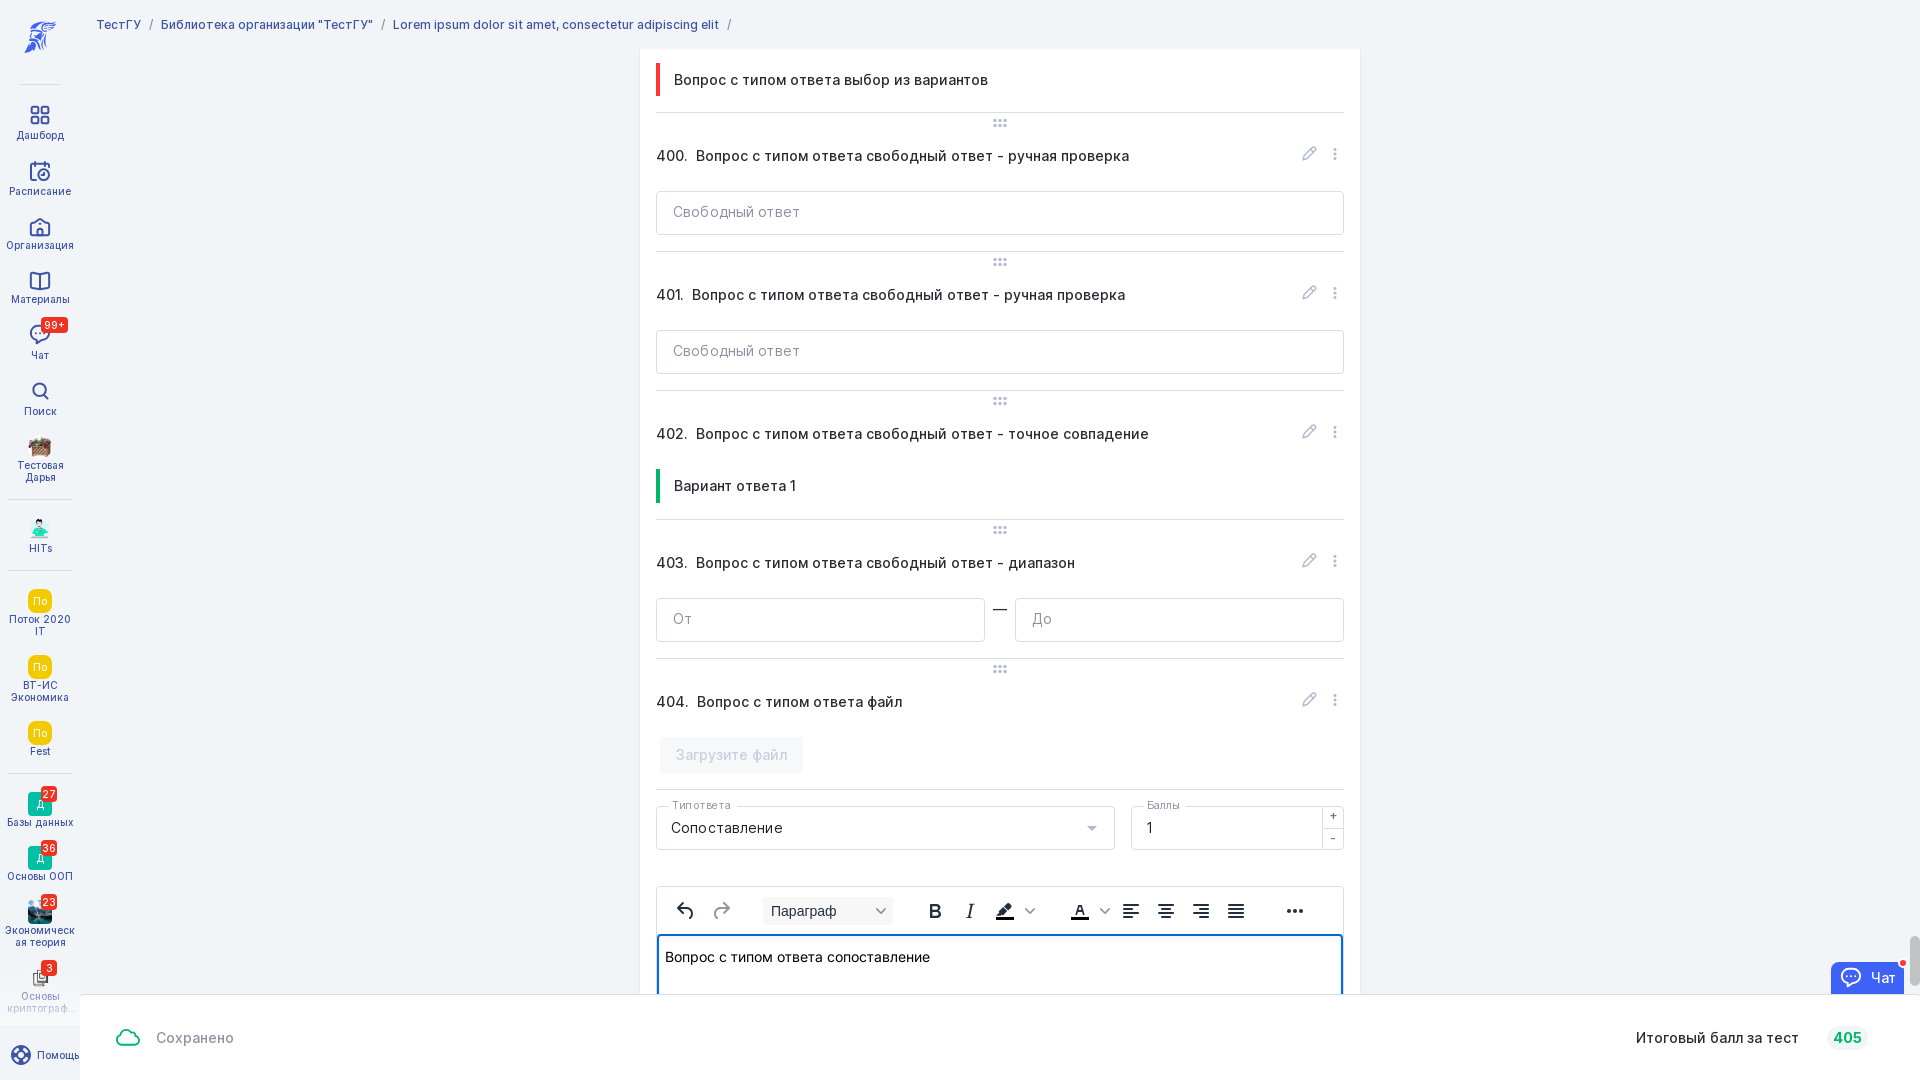 ТестГУ / Библиотека организации "ТестГУ" / Lorem ipsum dolor sit amet, consectetur adipiscing elit /
Дашборд
Расписание
Организация
Материалы
99+
Чат
Поиск
Тестовая
Дарья
HITs
По
Поток 2020
IT
По
ВТ-ИС
Экономика
По
Fest
27
Д
Базы данных
36
Д
Основы ООП
23
Экономическ
ая теория
3
Основы
криптограф...
Помощь
Вопрос с типом ответа выбор из вариантов
400. Вопрос с типом ответа свободный ответ - ручная проверка
Свободный ответ
401. Вопрос с типом ответа свободный ответ - ручная проверка
Свободный ответ
402. Вопрос с типом ответа свободный ответ - точное совпадение
Вариант ответа 1
403. Вопрос с типом ответа свободный ответ - диапазон
От — До
404. Вопрос с типом ответа файл
Загрузите файл
Тип ответа Баллы
Сопоставление 1 + -
Параграф B I A
Вопрос с типом ответа сопоставление
Чат
Сохранено Итоговый балл за тест 405